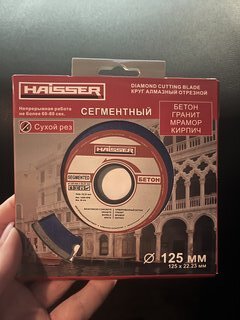 HAISSER
DIAMOND CUTTING BLADE
КРУГ АЛМАЗНЫЙ ОТРЕЗНОЙ
Непрерывная работа
не более 60-80 сек.
СЕГМЕНТНЫЙ
БЕТОН
ГРАНИТ
МРАМОР
КИРПИЧ
Сухой рез
HAISSER
SEGMENTED
БЕТОН
Ø 125 мм
125 x 22.23 мм